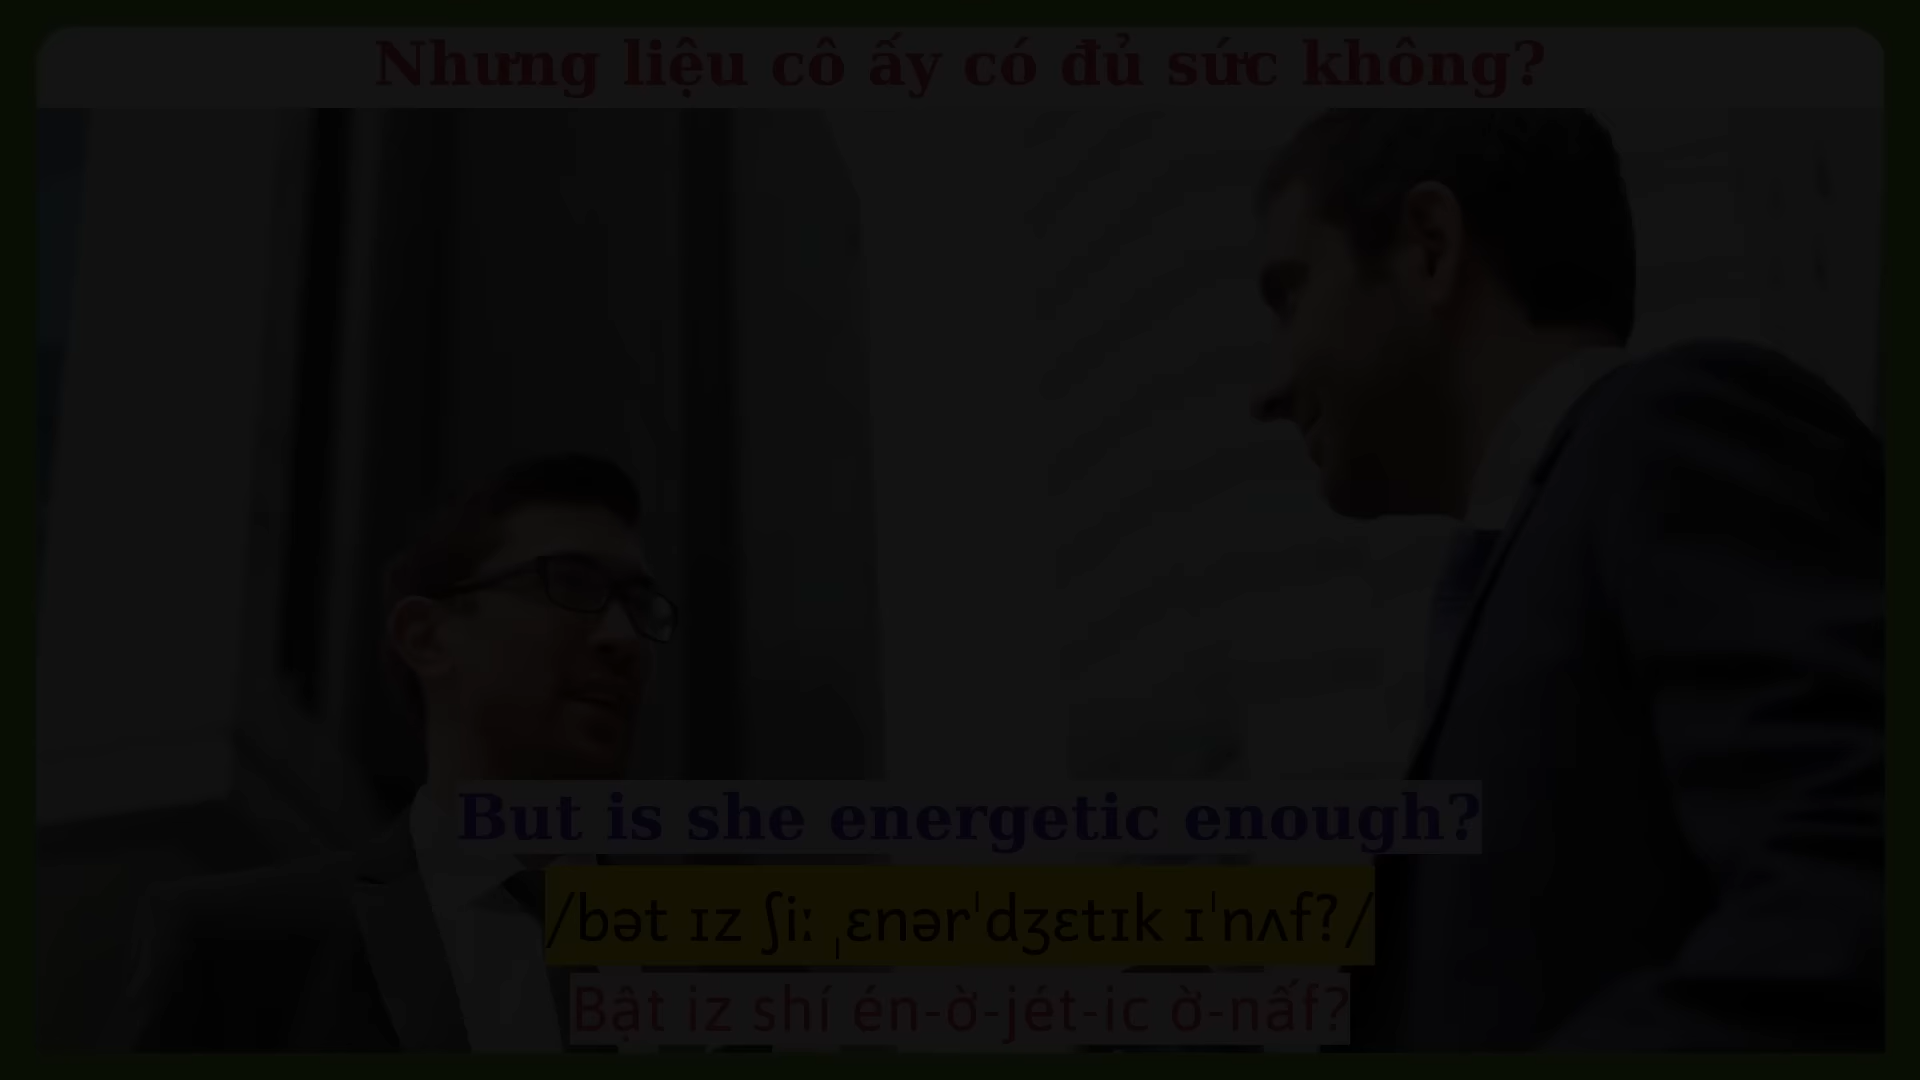 Nhưng liệu cô ấy có đủ sức không?
But is she energetic enough?
/bət ɪz ʃiː ˌɛnərˈdʒɛtɪk ɪˈnʌf?/
Bật iz shí én-ờ-jét-ic ờ-nấf?